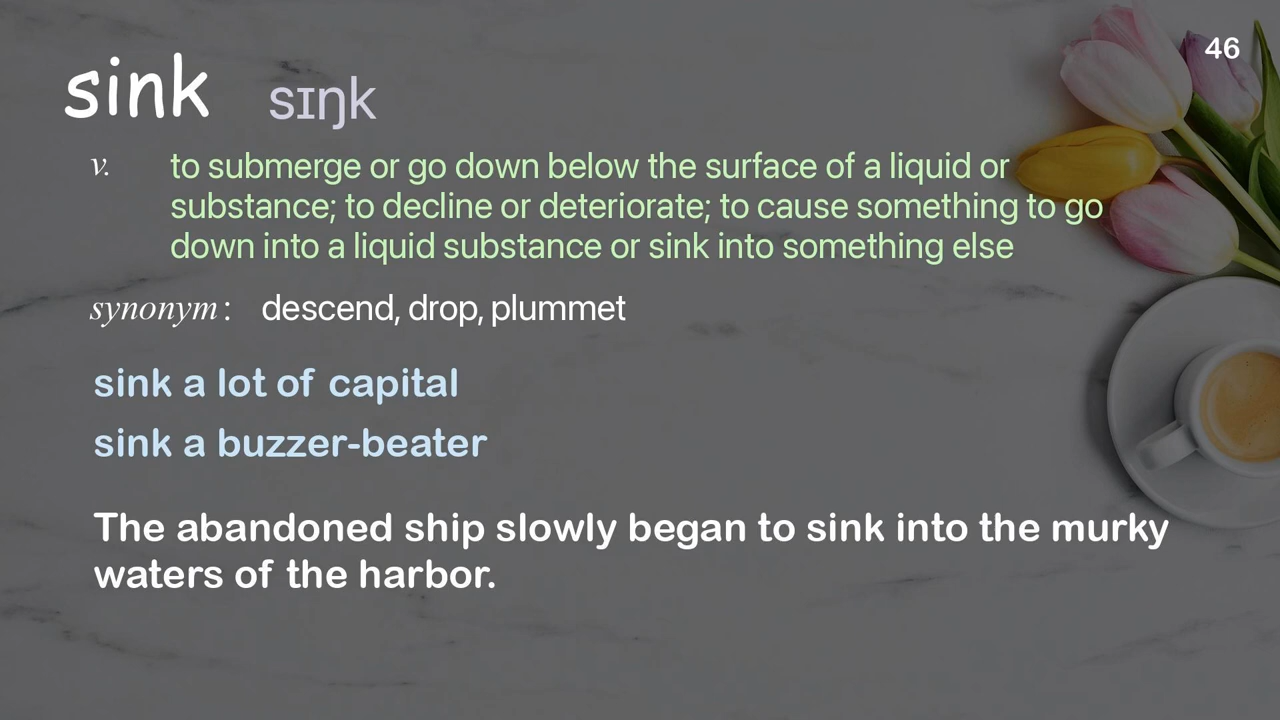 46
sink sɪŋk
v. to submerge or go down below the surface of a liquid or
substance; to decline or deteriorate; to cause something to go
down into a liquid substance or sink into something else
synonym: descend, drop, plummet
sink a lot of capital
sink a buzzer-beater
The abandoned ship slowly began to sink into the murky
waters of the harbor.